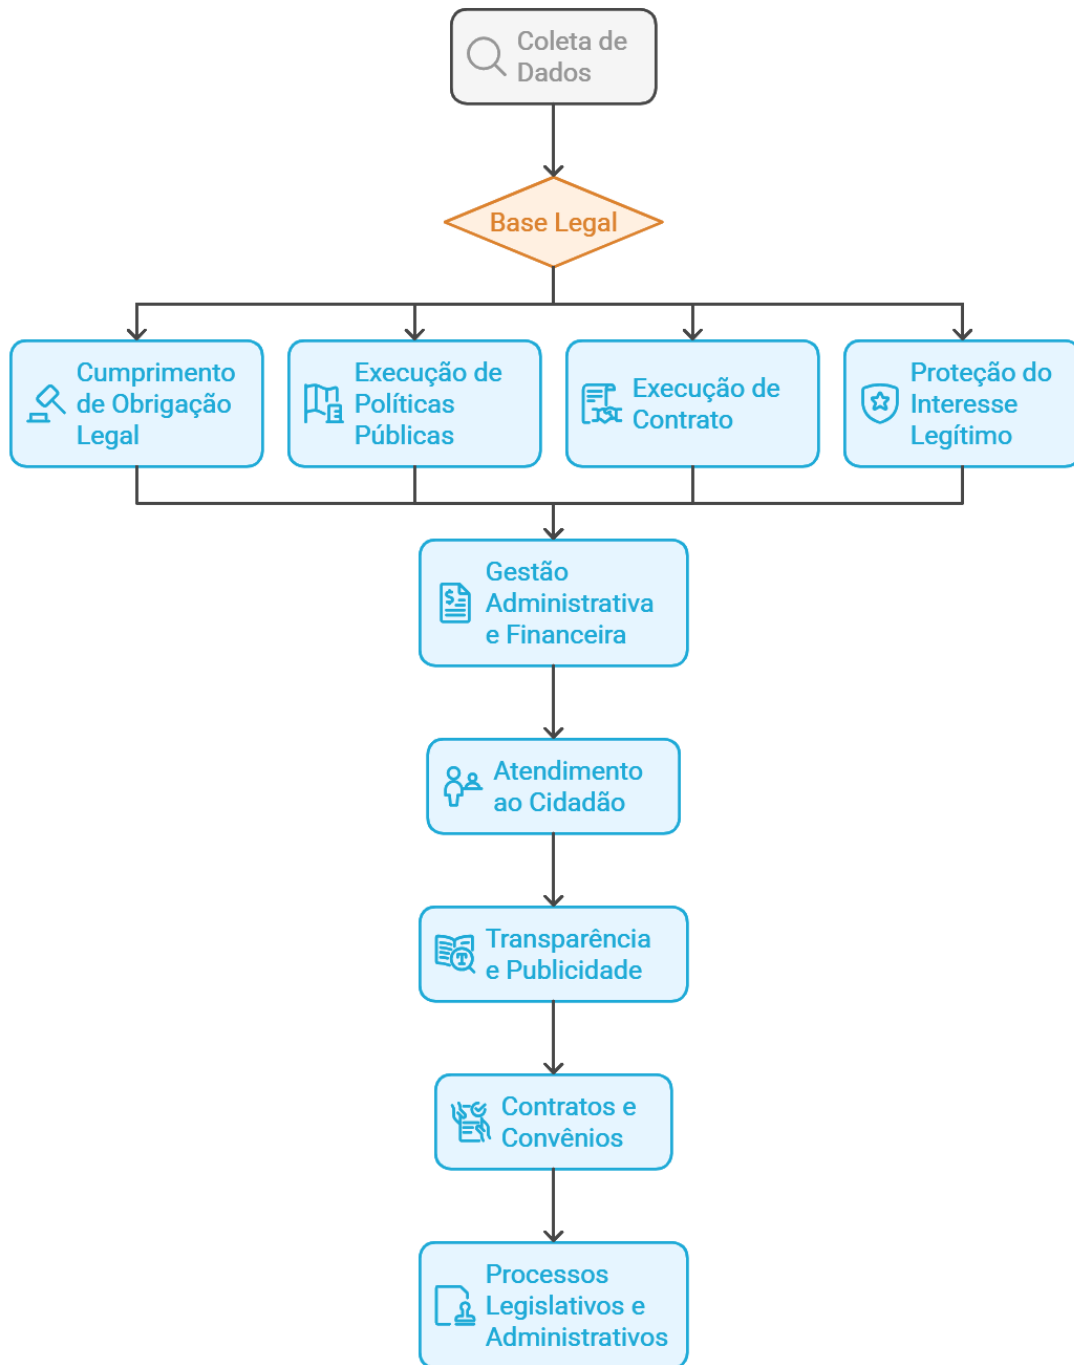 Coleta de
Dados
Base Legal
Cumprimento
de Obrigação
Legal
Execução de
Políticas
Públicas
Execução de
Contrato
Proteção do
Interesse
Legítimo
Gestão
Administrativa
e Financeira
Atendimento
ao Cidadão
Transparência
e Publicidade
Contratos e
Convênios
Processos
Legislativos e
Administrativos